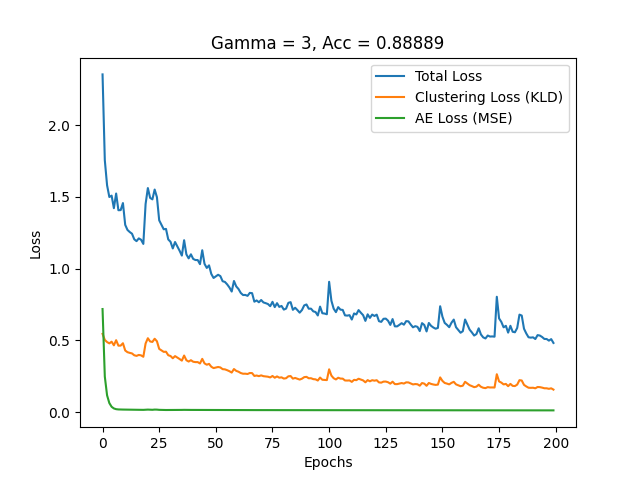 Gamma = 3, Acc = 0.88889
Total Loss
Clustering Loss (KLD)
AE Loss (MSE)
2.0
1.5
1.0
0.5
0.0
Loss
0 25 50 75 100 125 150 175 200
Epochs